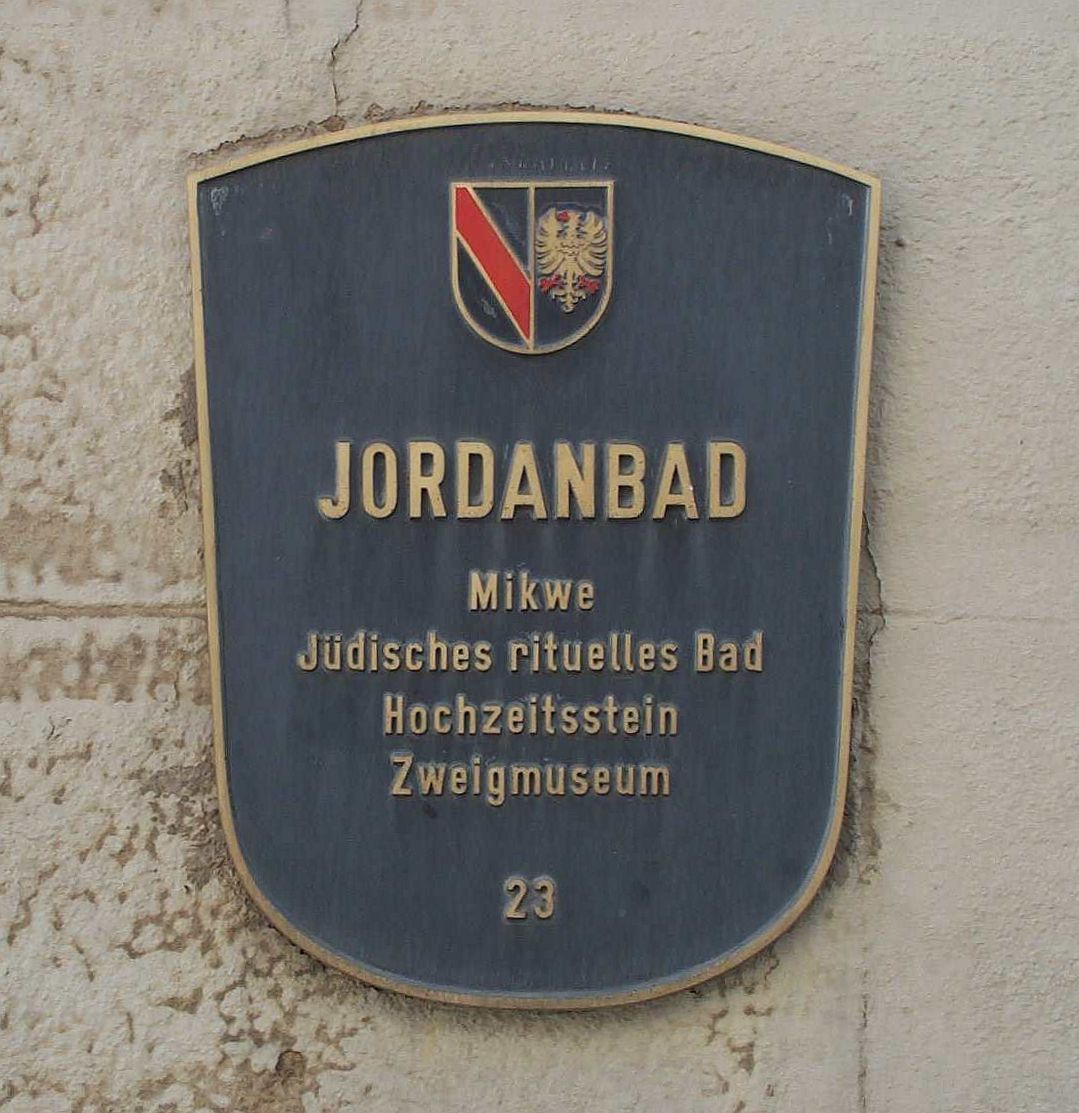 JORDANBAD
Mikwe
Jüdisches rituelles Bad
Hochzeitsstein
Zweigmuseum
23